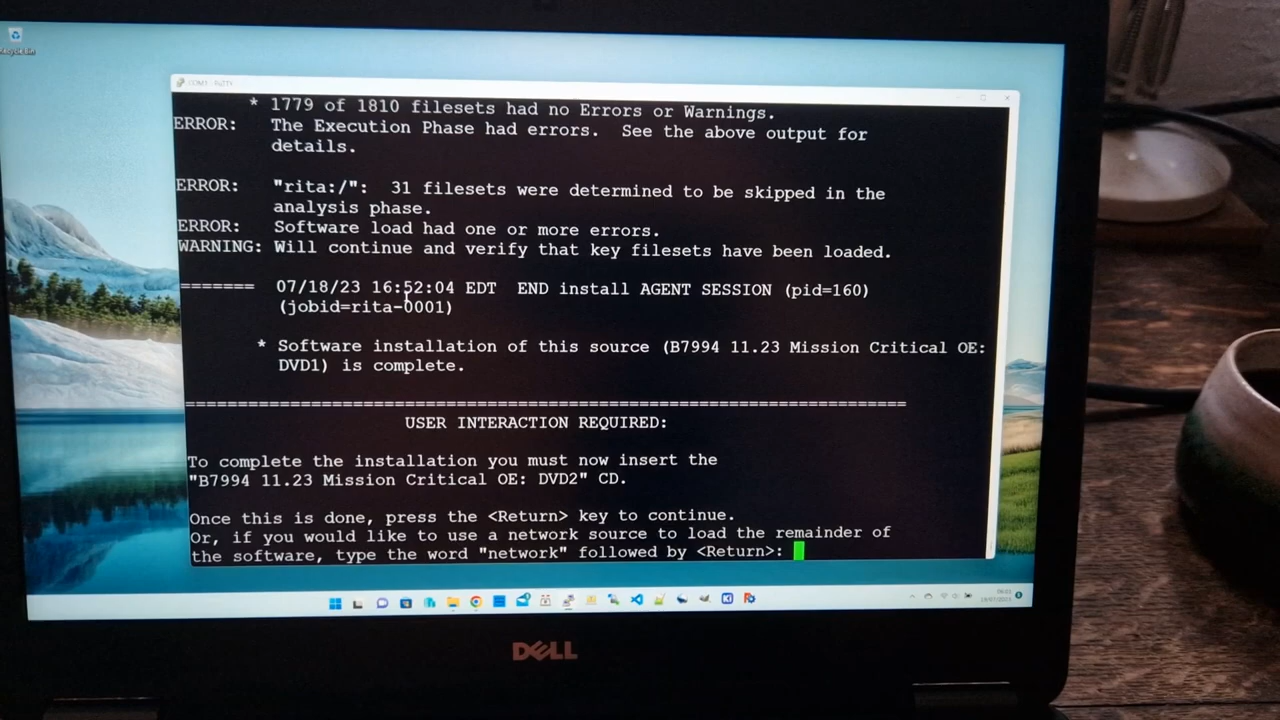 Recycle Bin
COM1 - PuTTY
* 1779 of 1810 filesets had no Errors or Warnings.
ERROR: The Execution Phase had errors. See the above output for
details.
ERROR: "rita:/": 31 filesets were determined to be skipped in the
analysis phase.
ERROR: Software load had one or more errors.
WARNING: Will continue and verify that key filesets have been loaded.
======= 07/18/23 16:52:04 EDT END install AGENT SESSION (pid=160)
(jobid=rita-0001)
* Software installation of this source (B7994 11.23 Mission Critical OE:
DVD1) is complete.
USER INTERACTION REQUIRED:
To complete the installation you must now insert the
"B7994 11.23 Mission Critical OE: DVD2" CD.
Once this is done, press the <Return> key to continue.
Or, if you would like to use a network source to load the remainder of
the software, type the word "network" followed by <Return>:
19/07/2023
DELL